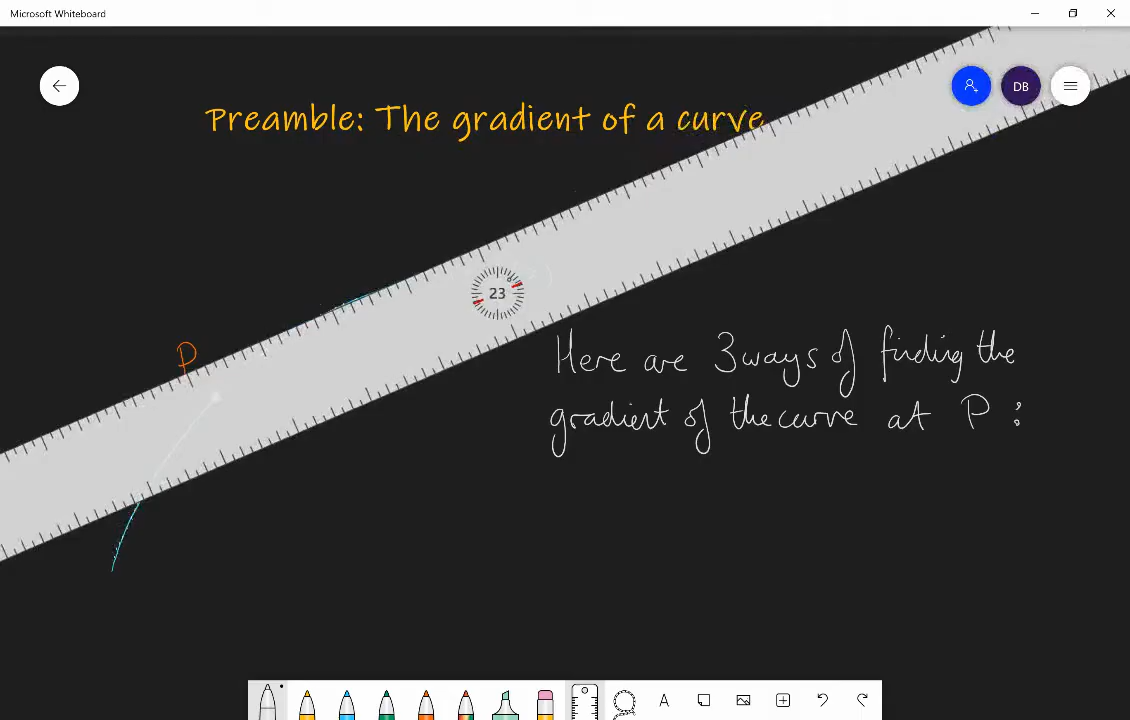 Microsoft Whiteboard
DB
Preamble: The gradient of a curve
23
P
Here are 3 ways of finding the
gradient of the curve at P :
A